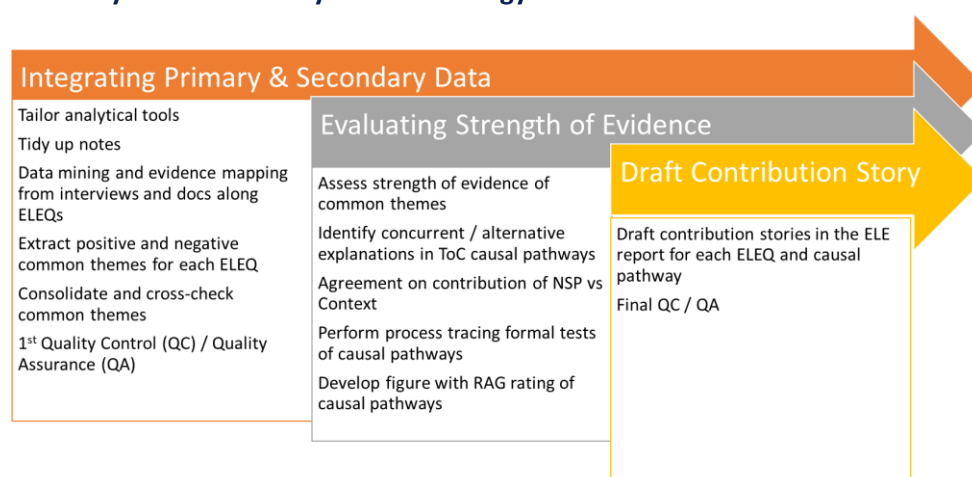 Integrating Primary & Secondary Data
Tailor analytical tools
Tidy up notes
Data mining and evidence mapping
from interviews and docs along
ELEQs
Extract positive and negative
common themes for each ELEQ
Consolidate and cross-check
common themes
1st Quality Control (QC) / Quality
Assurance (QA)
Evaluating Strength of Evidence
Assess strength of evidence of
common themes
Identify concurrent / alternative
explanations in ToC causal pathways
Agreement on contribution of NSP vs
Context
Perform process tracing formal tests
of causal pathways
Develop figure with RAG rating of
causal pathways
Draft Contribution Story
Draft contribution stories in the ELE
report for each ELEQ and causal
pathway
Final QC / QA